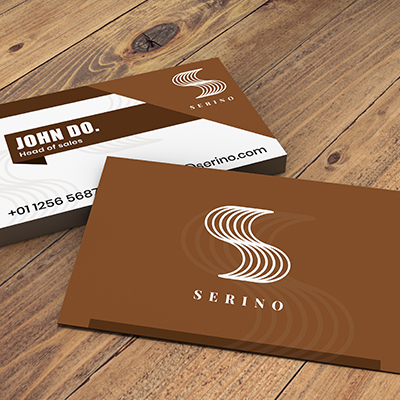 SERINO
JOHN DO.
Head of sales
+01 1256 5687
@serino.com
SERINO